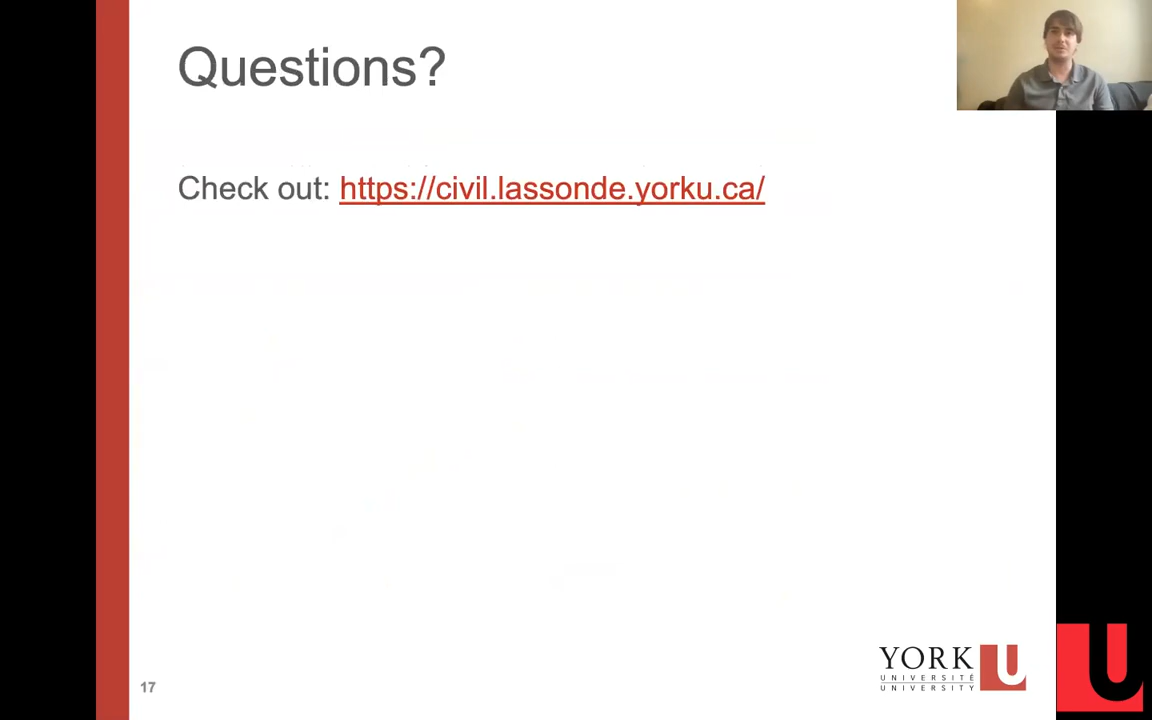 Questions?
Check out: https://civil.lassonde.yorku.ca/
YORK U
UNIVERSITÉ
UNIVERSITY
17
U